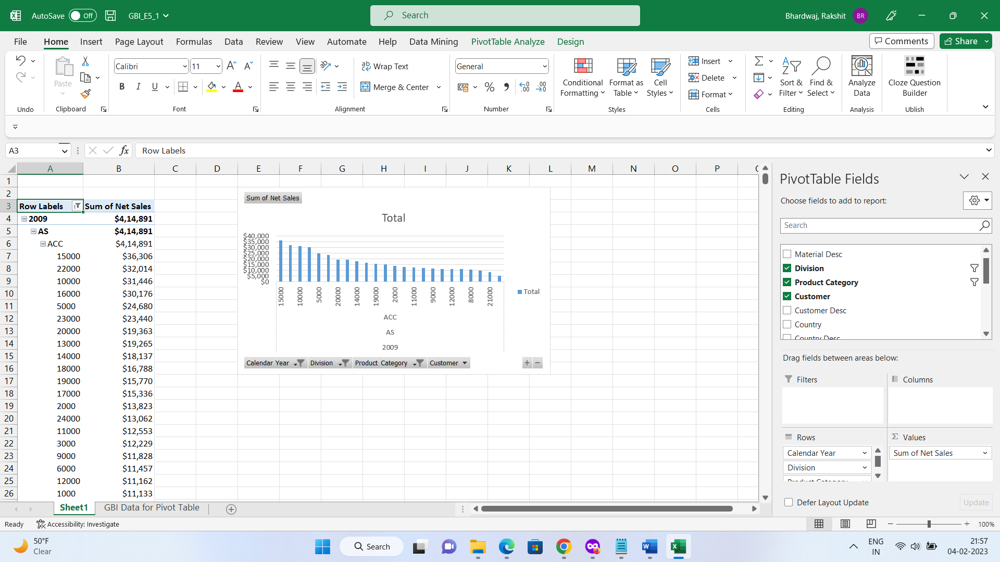 AutoSave Off GBI_E5_1 Search Bhardwaj, Rakshit BR
File Home Insert Page Layout Formulas Data Review View Automate Help Data Mining PivotTable Analyze Design Comments Share
Paste Calibri 11 Wrap Text General Insert
B I U Merge & Center % Conditional Formatting Format as Table Cell Styles Delete Sort & Filter Find & Select Analyze Data Cloze Question Builder
Format
Undo Clipboard Font Alignment Number Styles Cells Editing Analysis Ublish
A3 fx Row Labels
A B C D E F G H I J K L M N O P
1
2
3 Row Labels Sum of Net Sales
4 2009 $4,14,891
5 AS $4,14,891
6 ACC $4,14,891
7 15000 $36,306
8 22000 $32,014
9 10000 $31,446
10 16000 $30,176
11 5000 $24,680
12 23000 $23,440
13 20000 $19,363
14 13000 $19,265
15 14000 $18,137
16 18000 $16,788
17 19000 $15,770
18 17000 $15,336
19 2000 $13,823
20 24000 $13,062
21 11000 $12,553
22 3000 $12,229
23 9000 $11,828
24 6000 $11,457
25 12000 $11,162
26 1000 $11,133
Sum of Net Sales
Total
$40,000
$35,000
$30,000
$25,000
$20,000
$15,000
$10,000
$5,000
$0
15000 10000 5000 20000 14000 19000 2000 11000 9000 12000 8000 21000
Total
ACC
AS
2009
Calendar Year Division Product Category Customer + −
PivotTable Fields
Choose fields to add to report:
Search
Material Desc
Division
Product Category
Customer
Customer Desc
Country
Country Desc
Drag fields between areas below:
Filters Columns
Rows Σ Values
Calendar Year Sum of Net Sales
Division
Product Category
Defer Layout Update Update
Sheet1 GBI Data for Pivot Table
Ready Accessibility: Investigate 100%
50°F
Clear
Search
ENG
IN
21:57
04-02-2023